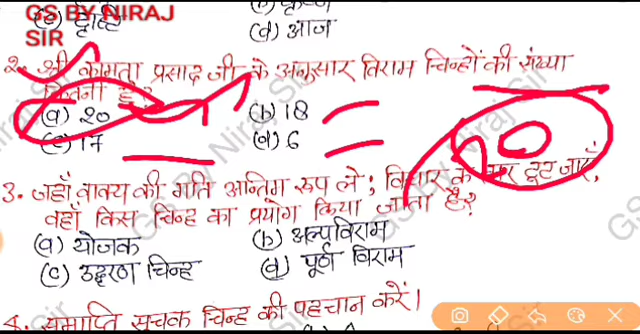 GS BY NIRAJ SIR
(d) आज
2. श्री कामता प्रसाद जी के अनुसार विराम चिन्हों की संख्या
कितनी है?
(a) 20 (b) 18
(c) 17 (d) 6
3. जहाँ वाक्य की गति अन्तिम रुप ले, विचार के तार टूट जाएँ,
वहाँ किस चिन्ह का प्रयोग किया जाता है?
(a) योजक (b) अल्पविराम
(c) उद्धरण चिन्ह (d) पूर्ण विराम
4. समाप्ति सूचक चिन्ह की पहचान करें।